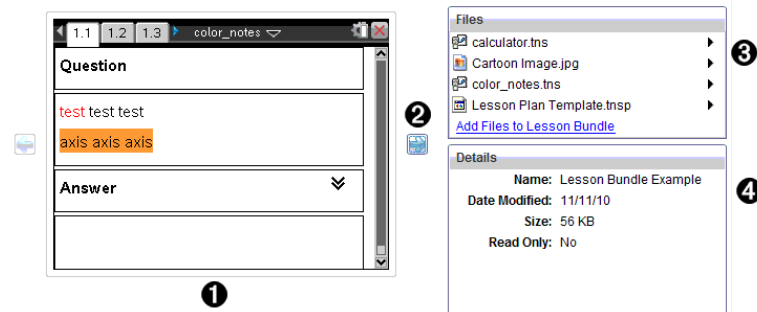 1.1 1.2 1.3 color_notes
Question
test test test
axis axis axis
Answer
1
2
Files
calculator.tns
Cartoon Image.jpg
color_notes.tns
Lesson Plan Template.tnsp
Add Files to Lesson Bundle
3
Details
Name: Lesson Bundle Example
Date Modified: 11/11/10
Size: 56 KB
Read Only: No
4